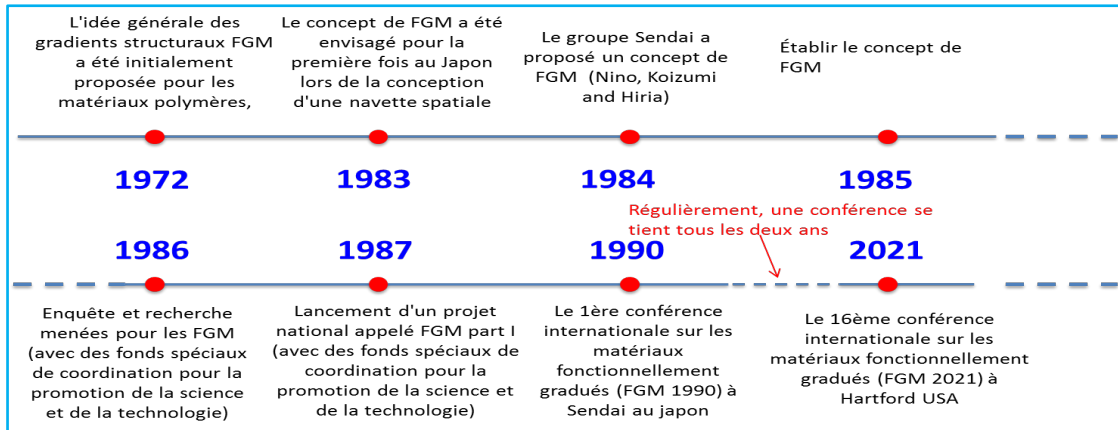 L'idée générale des
gradients structuraux FGM
a été initialement
proposée pour les
matériaux polymères,
Le concept de FGM a été
envisagé pour la
première fois au Japon
lors de la conception
d'une navette spatiale
Le groupe Sendai a
proposé un concept de
FGM (Nino, Koizumi
and Hiria)
Établir le concept de
FGM
1972
1983
1984
1985
Régulièrement, une conférence se
tient tous les deux ans
1986
1987
1990
2021
Enquête et recherche
menées pour les FGM
(avec des fonds spéciaux
de coordination pour la
promotion de la science
et de la technologie)
Lancement d'un projet
national appelé FGM part I
(avec des fonds spéciaux de
coordination pour la
promotion de la science et
de la technologie)
Le 1ère conférence
internationale sur les
matériaux
fonctionnellement
gradués (FGM 1990) à
Sendai au japon
Le 16ème conférence
internationale sur les
matériaux fonctionnellement
gradués (FGM 2021) à
Hartford USA